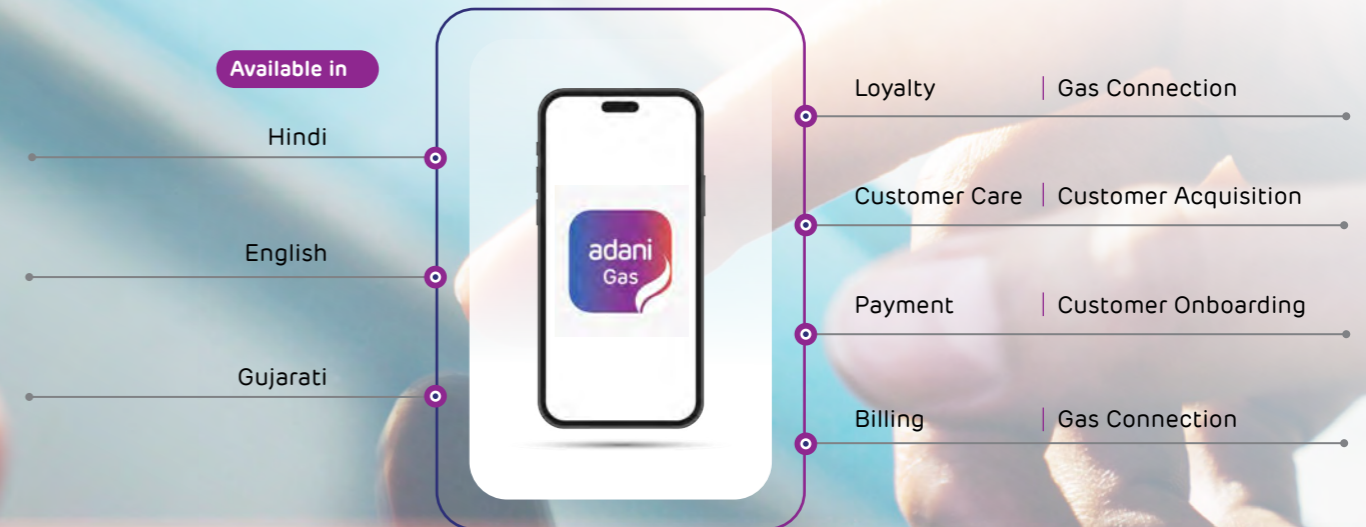 Available in
Hindi
English
Gujarati
adani
Gas
Loyalty | Gas Connection
Customer Care | Customer Acquisition
Payment | Customer Onboarding
Billing | Gas Connection